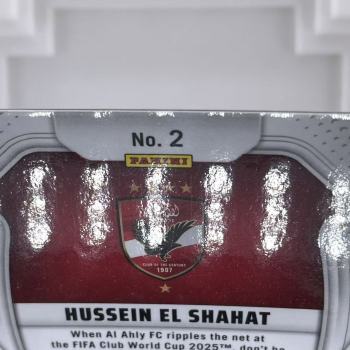 No. 2
PANINI
CLUB OF THE CENTURY
1907
HUSSEIN EL SHAHAT
When Al Ahly FC ripples the net at
the FIFA Club World Cup 2025™, don't be